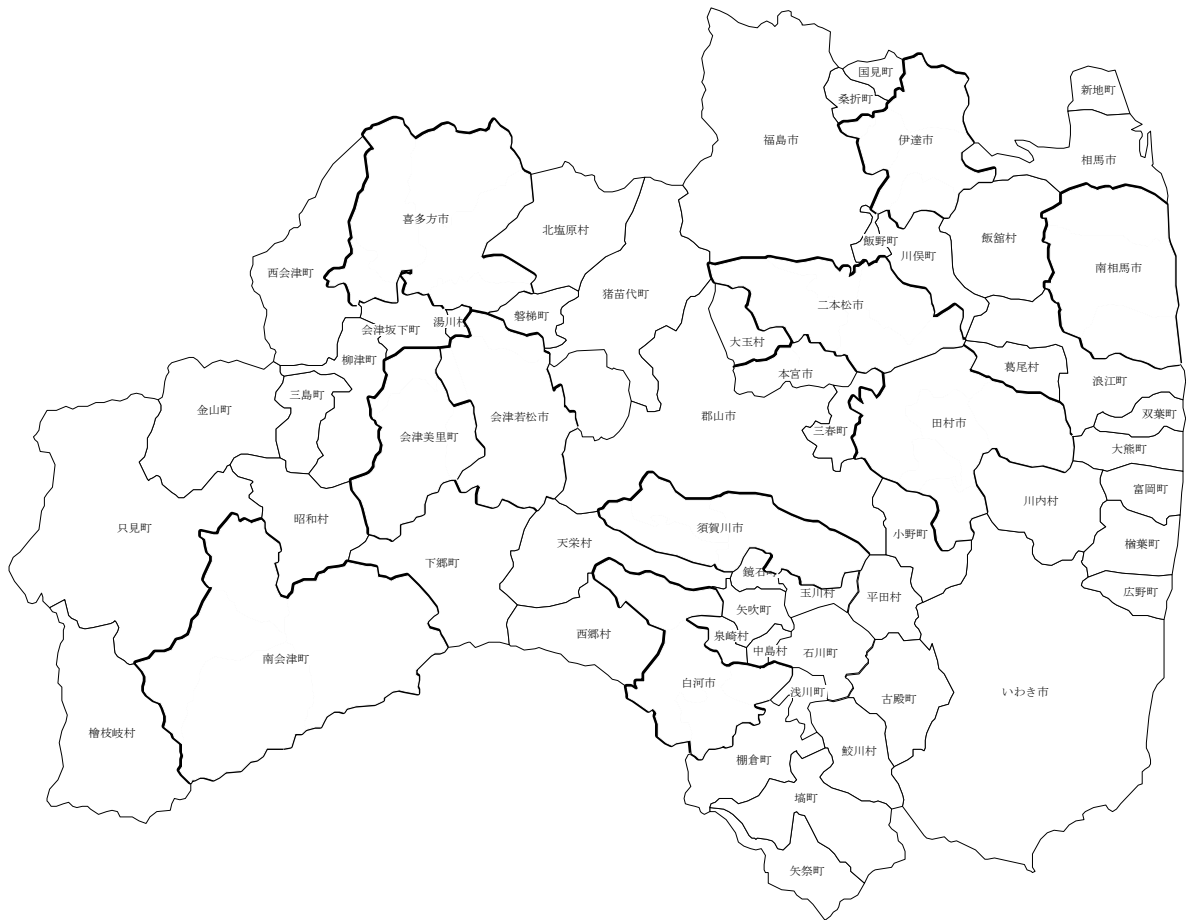 国見町
新地町
桑折町
福島市
伊達市
相馬市
喜多方市
北塩原村
飯野町
飯舘村
川俣町
西会津町
南相馬市
猪苗代町
二本松市
磐梯町
湯川村
会津坂下町
大玉村
柳津町
葛尾村
本宮市
浪江町
三島町
金山町
双葉町
会津若松市
郡山市
田村市
三春町
会津美里町
大熊町
富岡町
川内村
昭和村
只見町
須賀川市
小野町
天栄村
楢葉町
下郷町
鏡石町
玉川村
広野町
平田村
矢吹町
西郷村
泉崎村
中島村
石川町
南会津町
白河市
浅川町
いわき市
古殿町
檜枝岐村
鮫川村
棚倉町
塙町
矢祭町